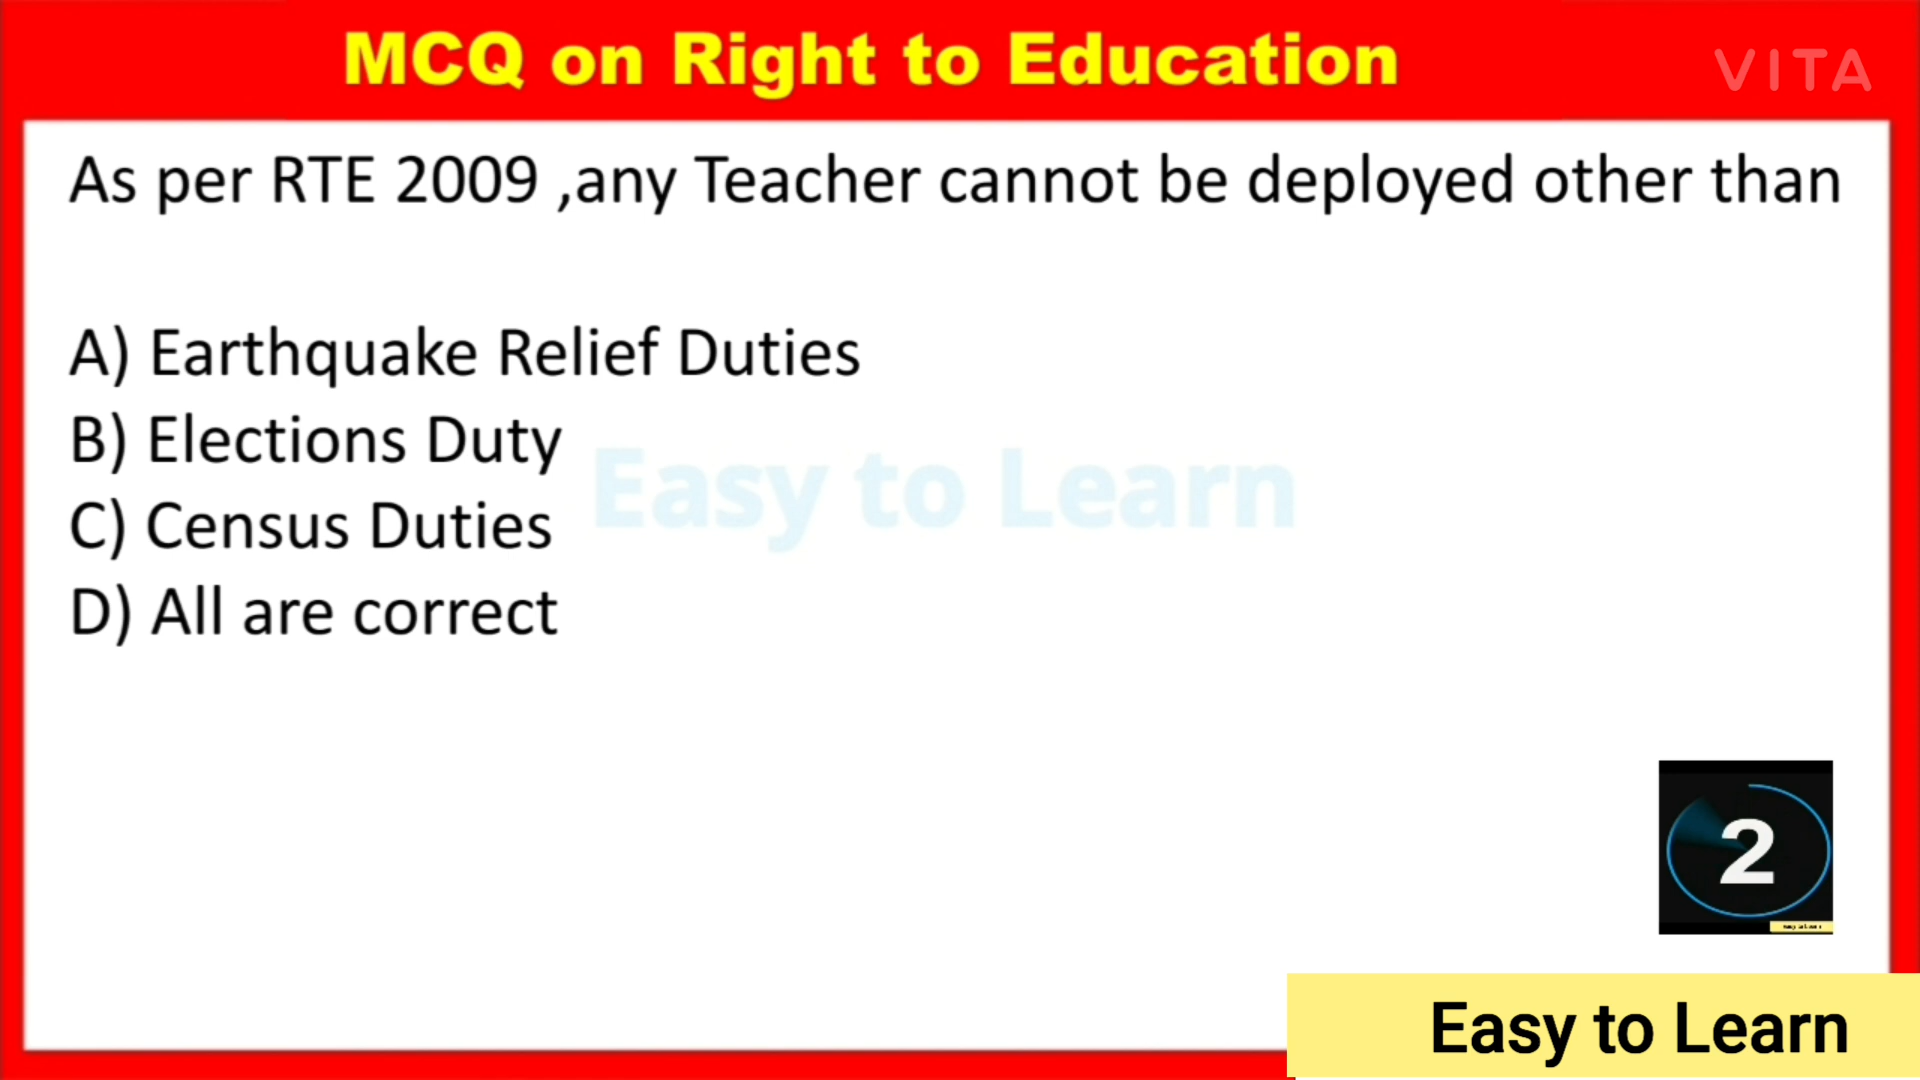 MCQ on Right to Education
VITA
As per RTE 2009 ,any Teacher cannot be deployed other than
A) Earthquake Relief Duties
B) Elections Duty
C) Census Duties
D) All are correct
Easy to Learn
2
Easy to Learn